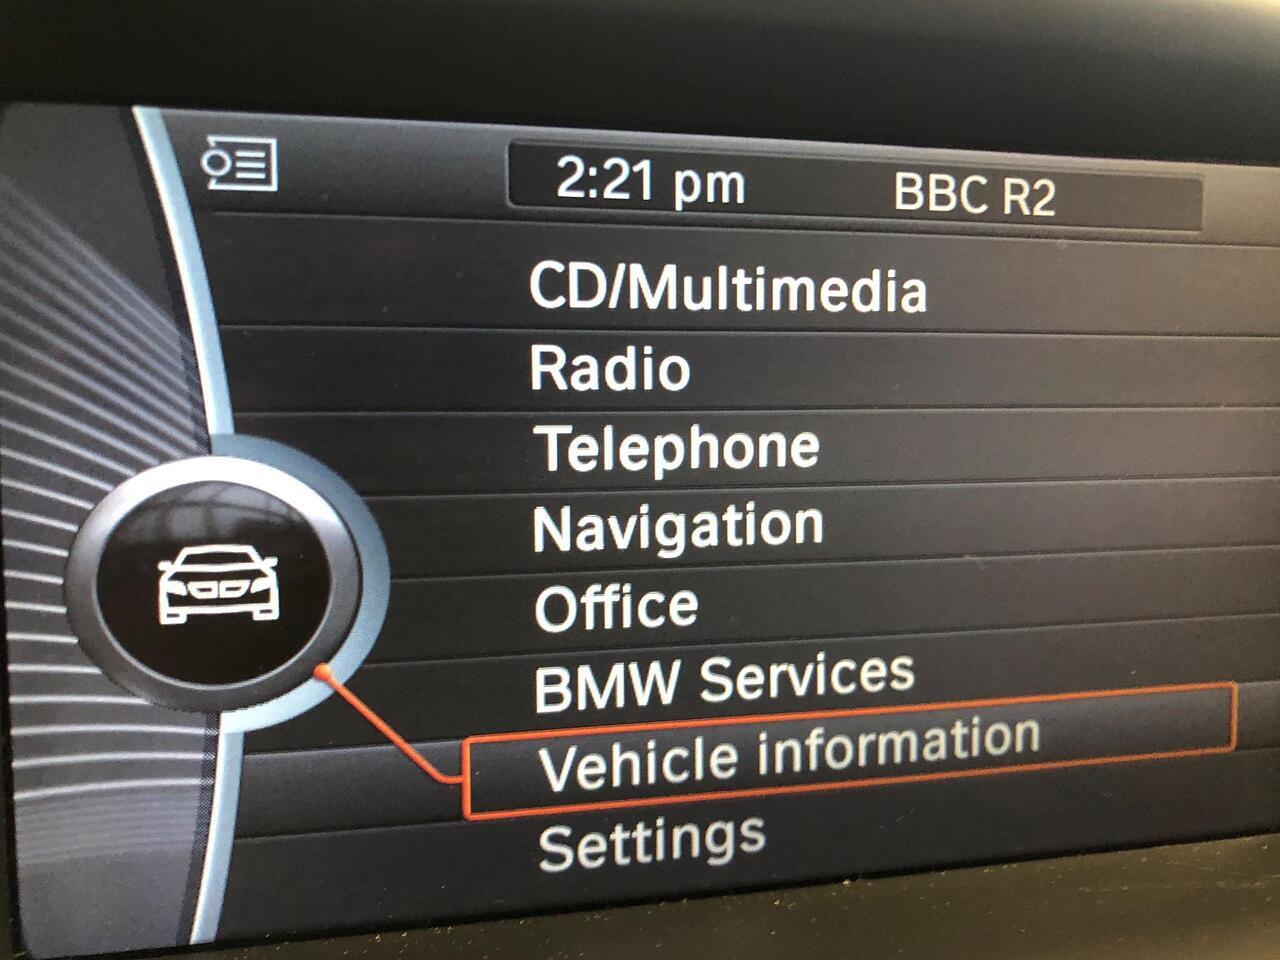 2:21 pm BBC R2
CD/Multimedia
Radio
Telephone
Navigation
Office
BMW Services
Vehicle information
Settings